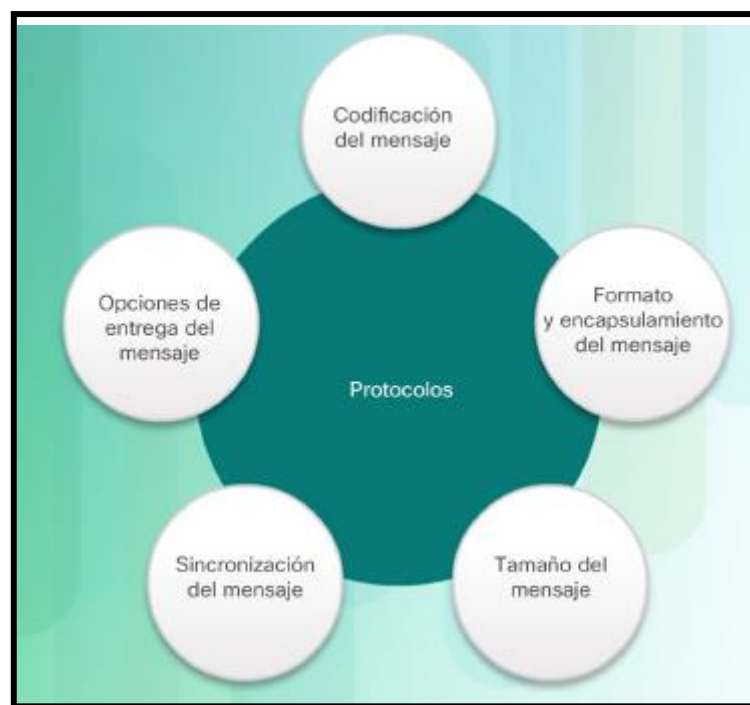 Codificación
del mensaje
Opciones de
entrega del
mensaje
Formato
y encapsulamiento
del mensaje
Protocolos
Sincronización
del mensaje
Tamaño del
mensaje